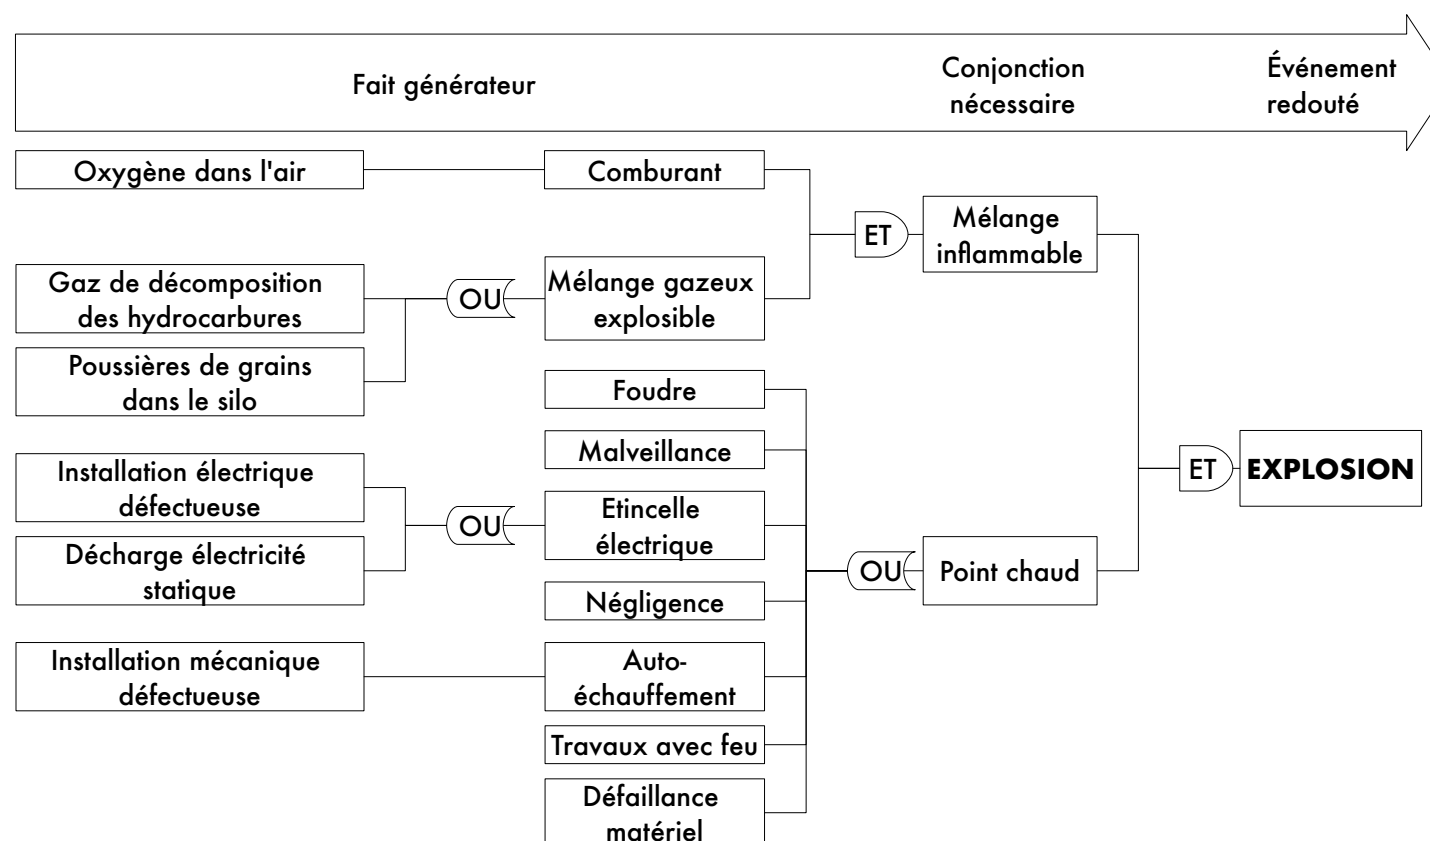 Fait générateur
Conjonction
nécessaire
Événement
redouté
Oxygène dans l'air
Comburant
ET
Mélange
inflammable
Gaz de décomposition
des hydrocarbures
OU
Mélange gazeux
explosible
Poussières de grains
dans le silo
Foudre
Malveillance
Installation électrique
défectueuse
OU
Etincelle
électrique
Décharge électricité
statique
Négligence
OU
Point chaud
ET
EXPLOSION
Installation mécanique
défectueuse
Auto-
échauffement
Travaux avec feu
Défaillance
matériel